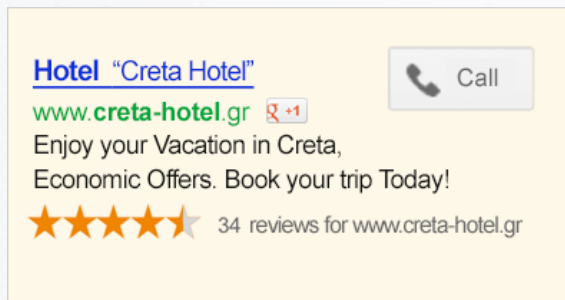 Hotel “Creta Hotel”
Call
www.creta-hotel.gr g +1
Enjoy your Vacation in Creta,
Economic Offers. Book your trip Today!
34 reviews for www.creta-hotel.gr